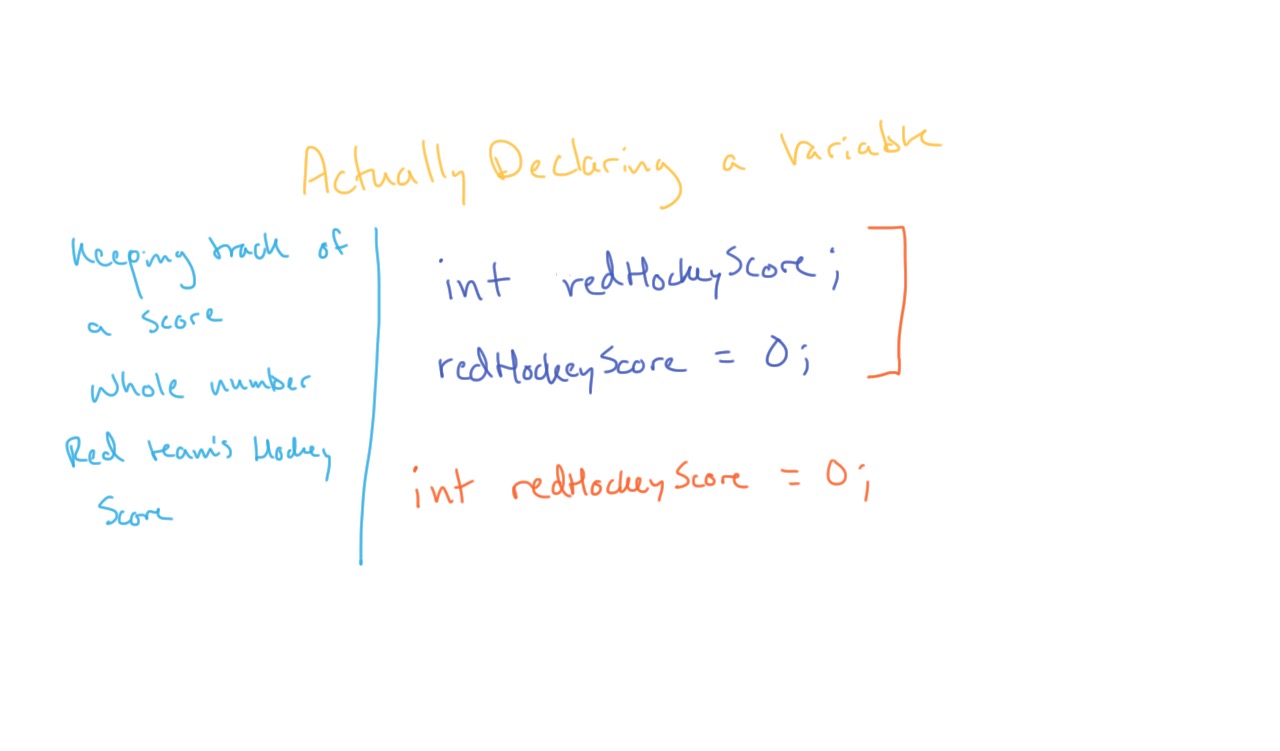 Actually Declaring a Variable
Keeping track of
a score
Whole number
Red team's Hockey
Score
int redHockeyScore;
redHockeyScore = 0;
int redHockeyScore = 0;